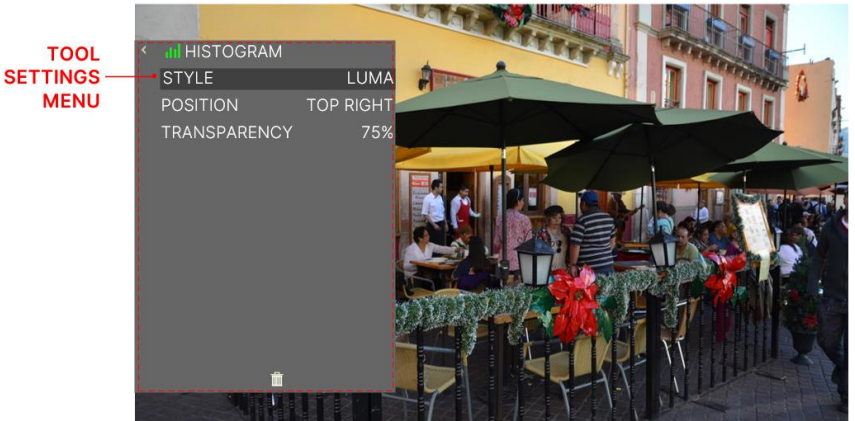 TOOL
SETTINGS
MENU
HISTOGRAM
STYLE LUMA
POSITION TOP RIGHT
TRANSPARENCY 75%